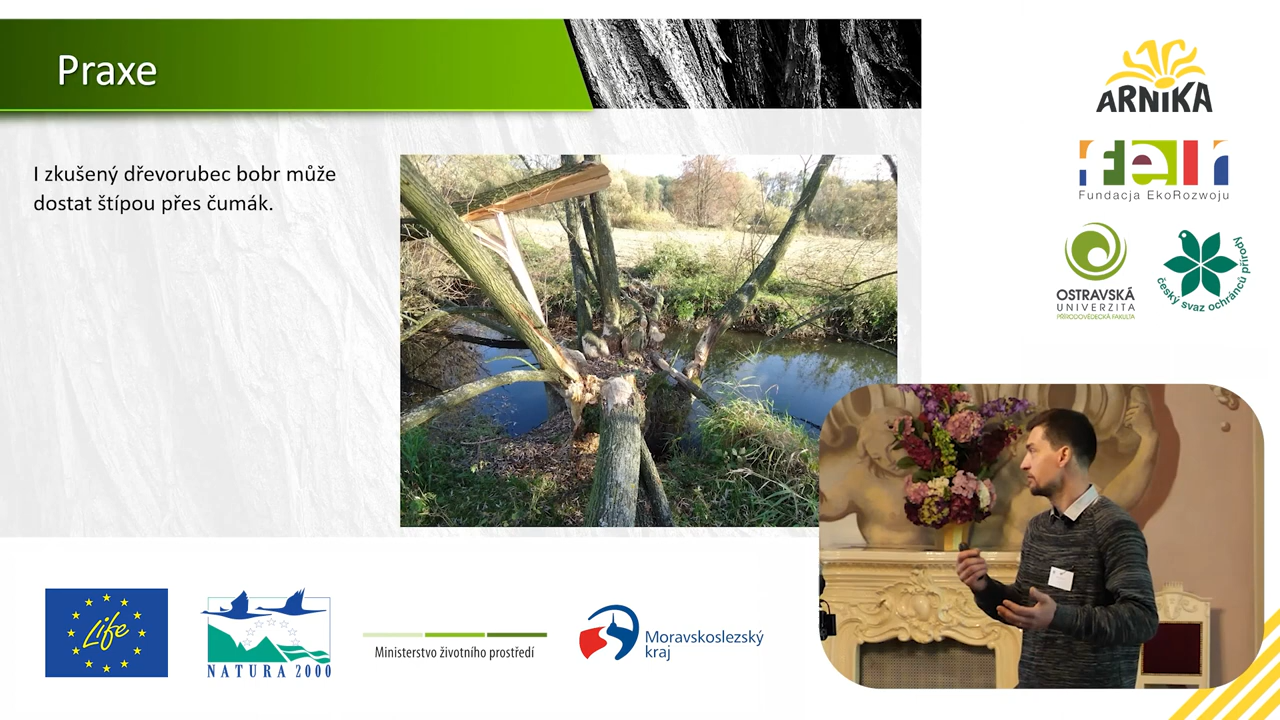 Praxe
I zkušený dřevorubec bobr může
dostat štípou přes čumák.
ARNIKA
FER
Fundacja EkoRozwoju
OSTRAVSKÁ
UNIVERZITA
PŘÍRODOVĚDECKÁ FAKULTA
český svaz ochránců přírody
Life
NATURA 2000
Ministerstvo životního prostředí
Moravskoslezský
kraj